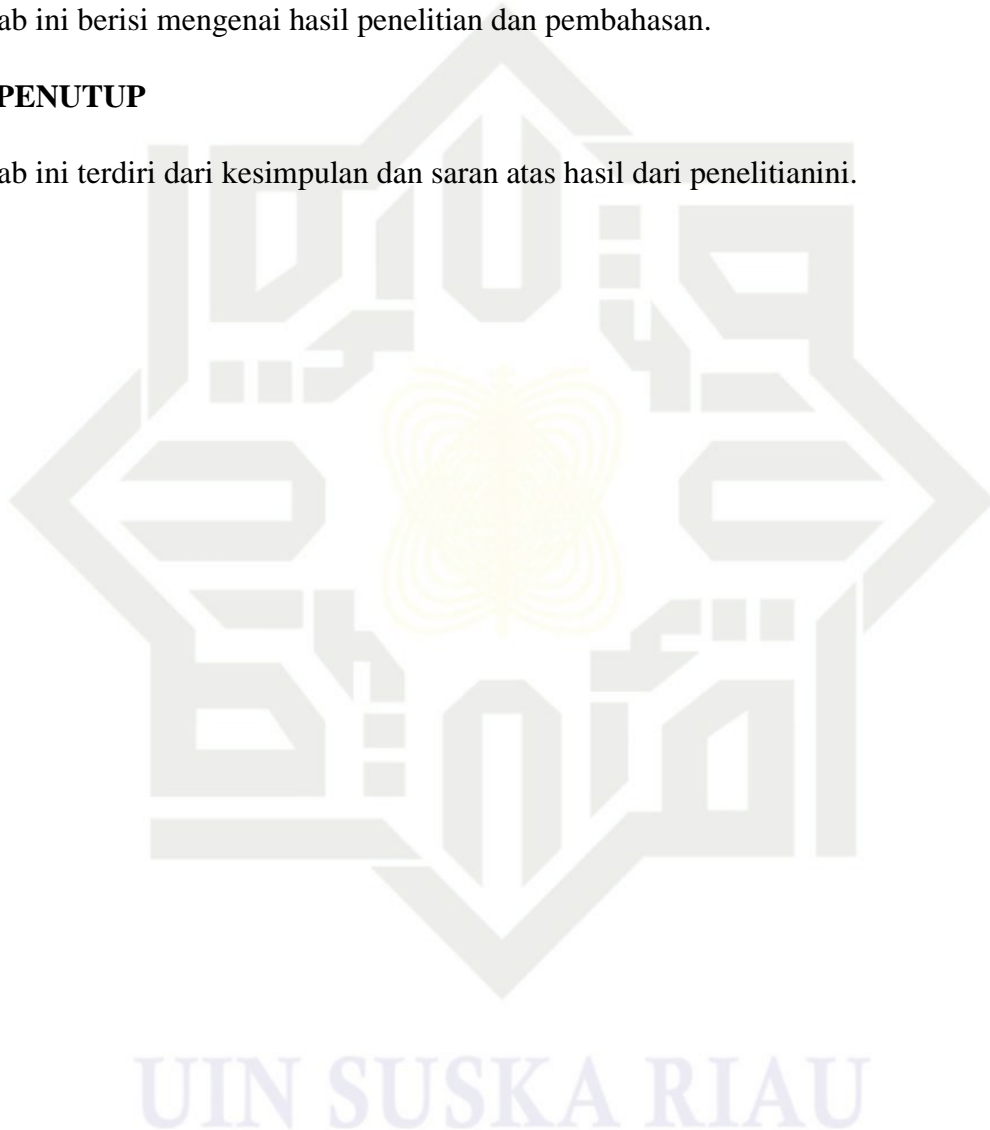 ab ini berisi mengenai hasil penelitian dan pembahasan.
PENUTUP
ab ini terdiri dari kesimpulan dan saran atas hasil dari penelitianini.
UIN SUSKA RIAU